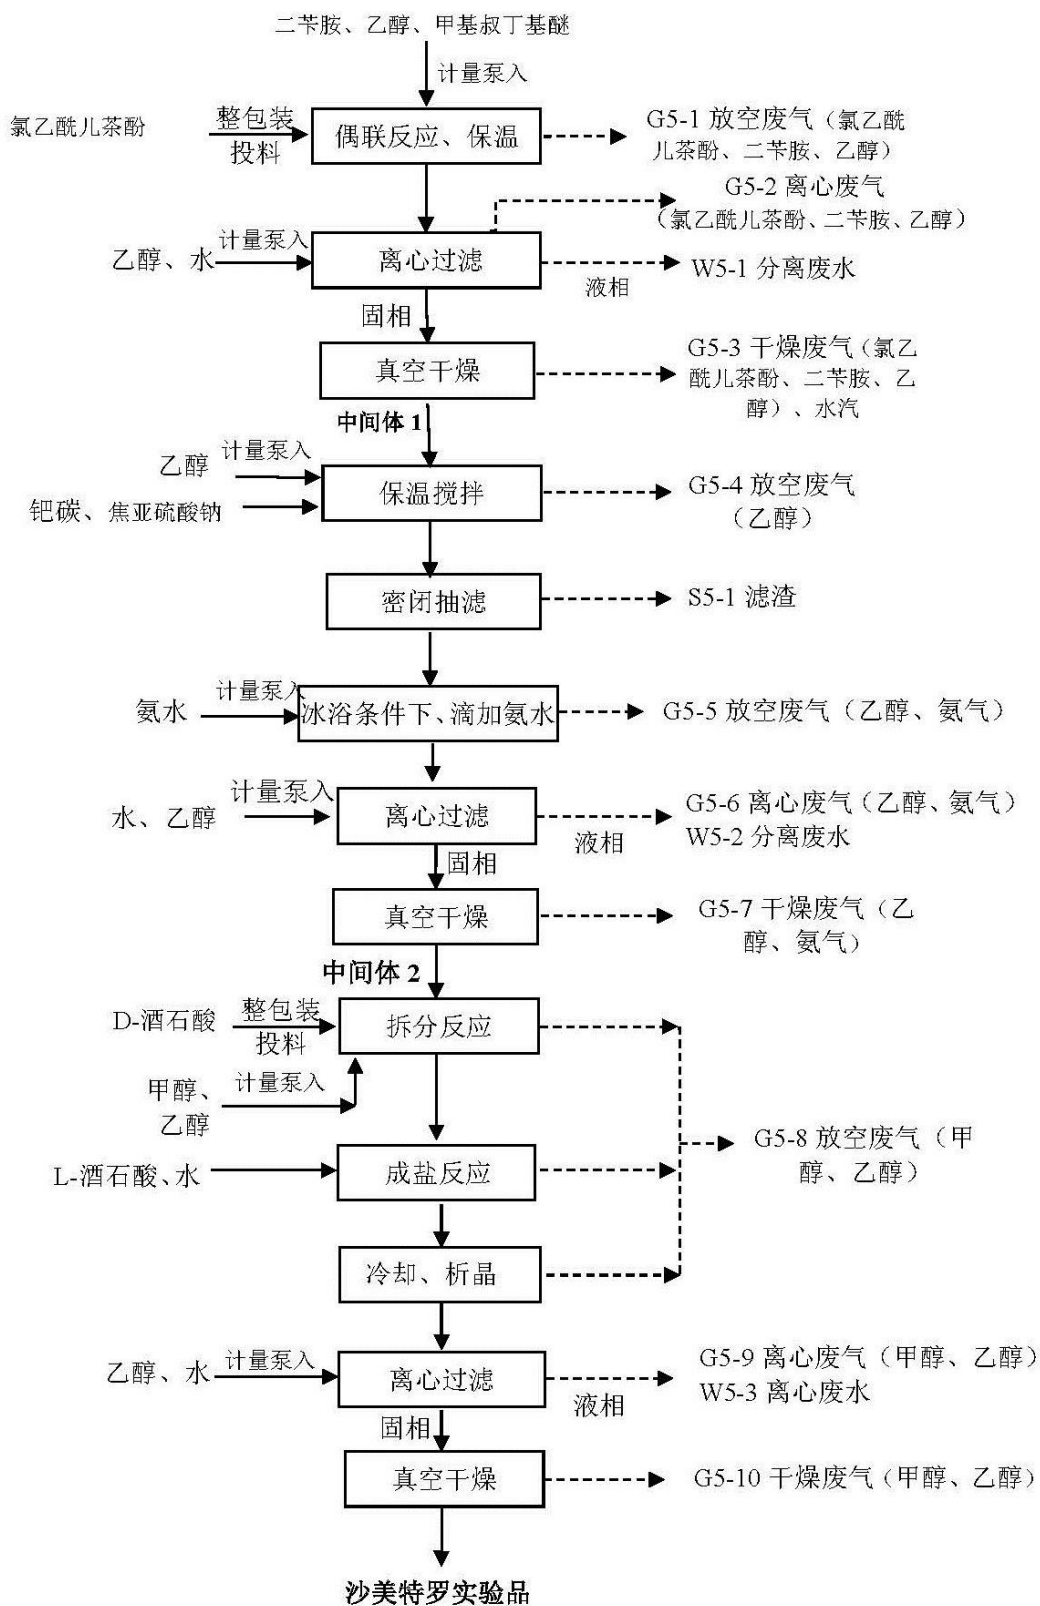 二苄胺、乙醇、甲基叔丁基醚
计量泵入
氯乙酰儿茶酚
整包装
投料
偶联反应、保温
G5-1 放空废气（氯乙酰
儿茶酚、二苄胺、乙醇）
G5-2 离心废气
（氯乙酰儿茶酚、二苄胺、乙醇）
乙醇、水
计量泵入
离心过滤
液相
W5-1 分离废水
固相
真空干燥
G5-3 干燥废气（氯乙
酰儿茶酚、二苄胺、乙
醇）、水汽
中间体 1
乙醇
计量泵入
钯碳、焦亚硫酸钠
保温搅拌
G5-4 放空废气
（乙醇）
密闭抽滤
S5-1 滤渣
氨水
计量泵入
冰浴条件下、滴加氨水
G5-5 放空废气（乙醇、氨气）
水、乙醇
计量泵入
离心过滤
液相
G5-6 离心废气（乙醇、氨气）
W5-2 分离废水
固相
真空干燥
G5-7 干燥废气（乙
醇、氨气）
中间体 2
D-酒石酸
整包装
投料
拆分反应
甲醇、
乙醇
计量泵入
G5-8 放空废气（甲
醇、乙醇）
L-酒石酸、水
成盐反应
冷却、析晶
乙醇、水
计量泵入
离心过滤
液相
G5-9 离心废气（甲醇、乙醇）
W5-3 离心废水
固相
真空干燥
G5-10 干燥废气（甲醇、乙醇）
沙美特罗实验品